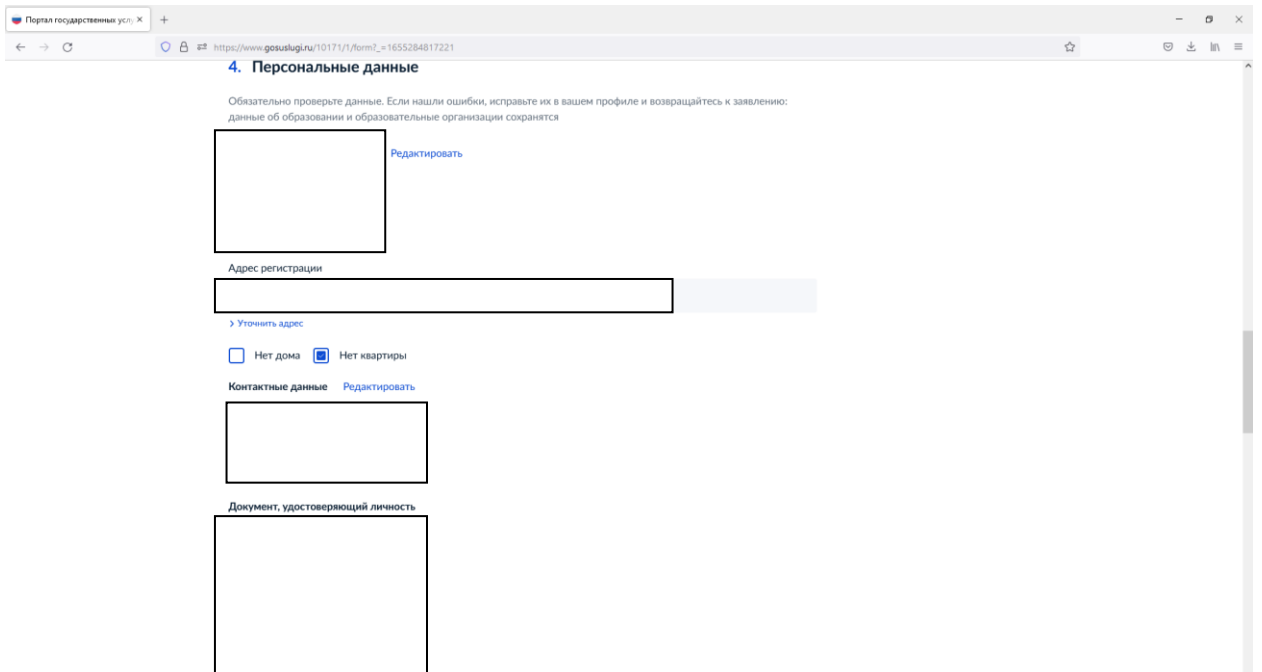 Портал государственных услу
https://www.gosuslugi.ru/10171/1/form?_=1655284817221
4. Персональные данные
Обязательно проверьте данные. Если нашли ошибки, исправьте их в вашем профиле и возвращайтесь к заявлению:
данные об образовании и образовательные организации сохранятся
Редактировать
Адрес регистрации
Уточнить адрес
Нет дома Нет квартиры
Контактные данные Редактировать
Документ, удостоверяющий личность